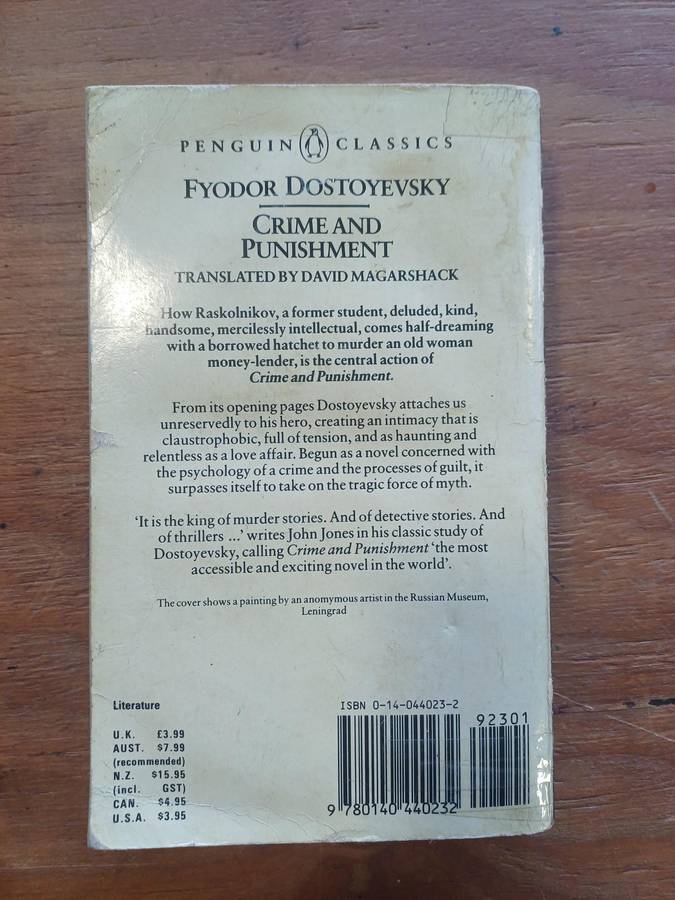 PENGUIN CLASSICS
FYODOR DOSTOYEVSKY
CRIME AND
PUNISHMENT
TRANSLATED BY DAVID MAGARSHACK
How Raskolnikov, a former student, deluded, kind,
handsome, mercilessly intellectual, comes half-dreaming
with a borrowed hatchet to murder an old woman
money-lender, is the central action of
Crime and Punishment.
From its opening pages Dostoyevsky attaches us
unreservedly to his hero, creating an intimacy that is
claustrophobic, full of tension, and as haunting and
relentless as a love affair. Begun as a novel concerned with
the psychology of a crime and the processes of guilt, it
surpasses itself to take on the tragic force of myth.
'It is the king of murder stories. And of detective stories. And
of thrillers ...' writes John Jones in his classic study of
Dostoyevsky, calling Crime and Punishment 'the most
accessible and exciting novel in the world'.
The cover shows a painting by an anomymous artist in the Russian Museum,
Leningrad
Literature
U.K. £3.99
AUST. $7.99
(recommended)
N.Z. $15.95
(incl. GST)
CAN. $4.95
U.S.A. $3.95
ISBN 0-14-044023-2
92301
9 780140 440232